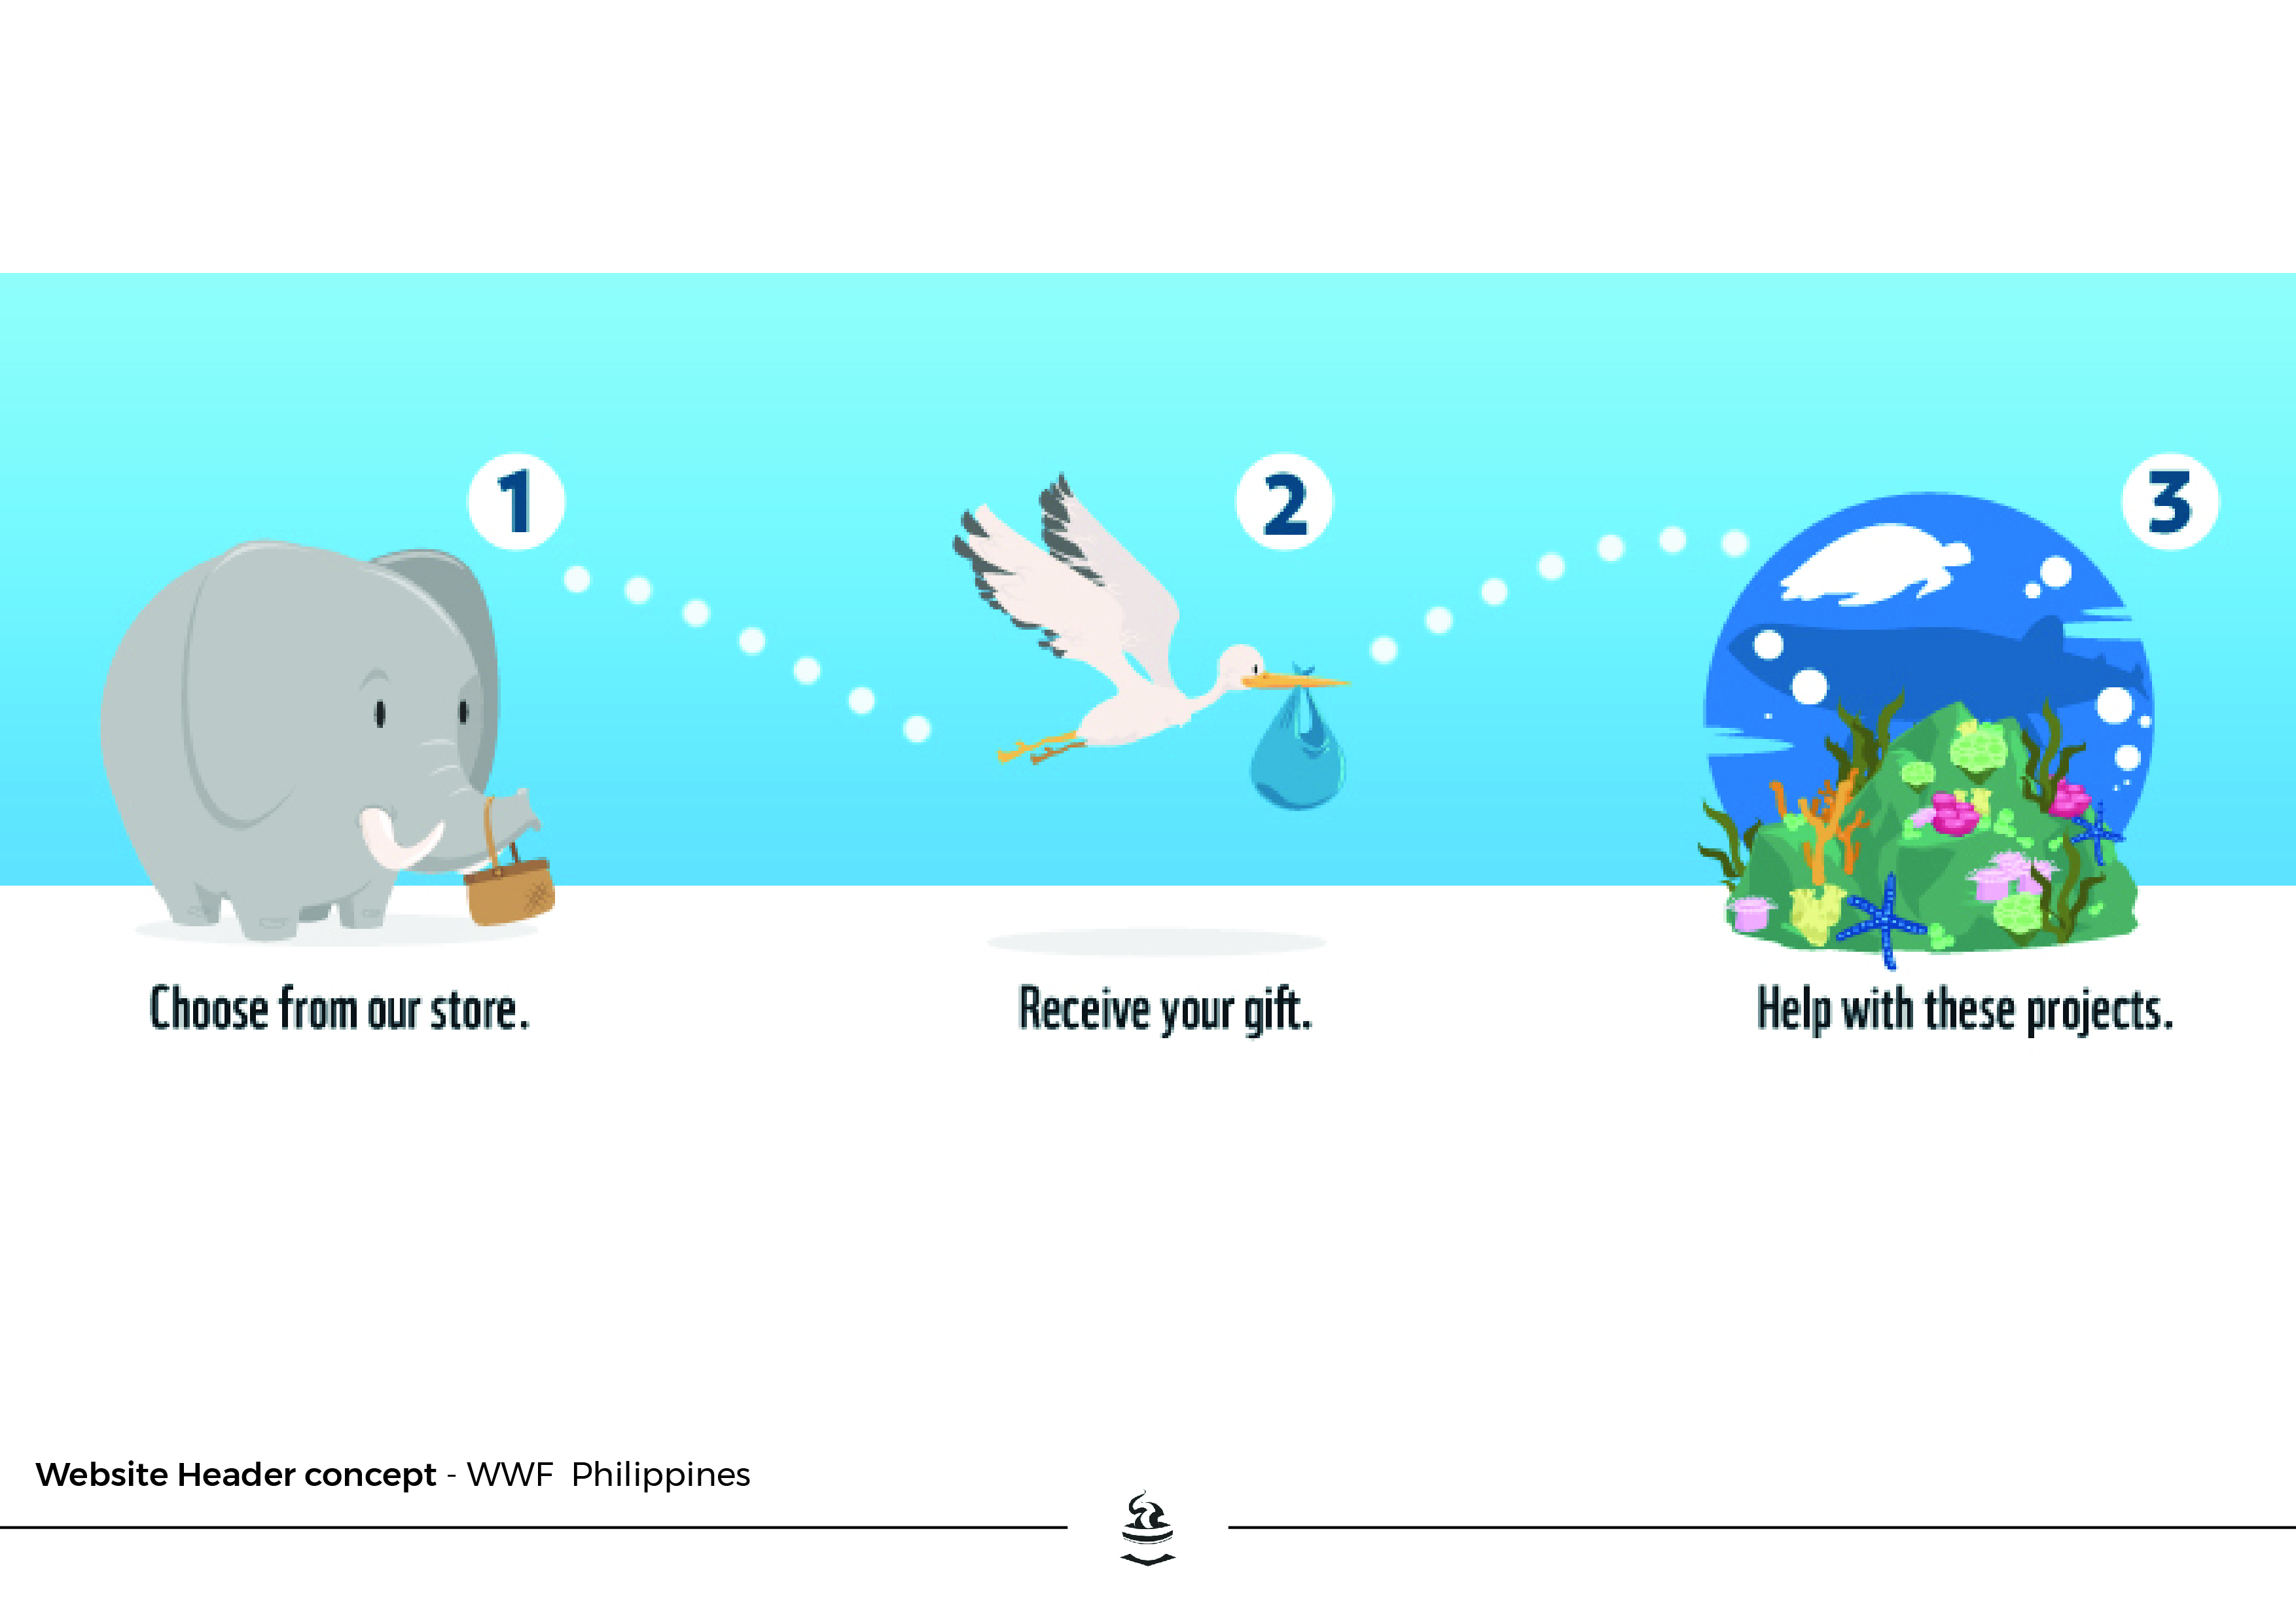 1
2
3
Choose from our store.
Receive your gift.
Help with these projects.
Website Header concept - WWF Philippines